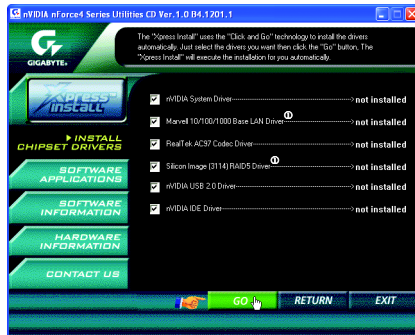 nVIDIA nForce4 Series Utilities CD Ver.1.0 B4.1201.1
GIGABYTE
The "Xpress Install" uses the "Click and Go" technology to install the drivers
automatically. Just select the drivers you want then click the "Go" button. The
"Xpress Install" will execute the installation for you automatically.
Xpress-
INSTALL
INSTALL
CHIPSET DRIVERS
SOFTWARE
APPLICATIONS
SOFTWARE
INFORMATION
HARDWARE
INFORMATION
CONTACT US
nVIDIA System Driver not installed
Marvell 10/100/1000 Base LAN Driver ① not installed
RealTek AC97 Codec Driver not installed
Silicon Image (3114) RAID5 Driver ① not installed
nVIDIA USB 2.0 Driver not installed
nVIDIA IDE Driver not installed
GO
RETURN
EXIT